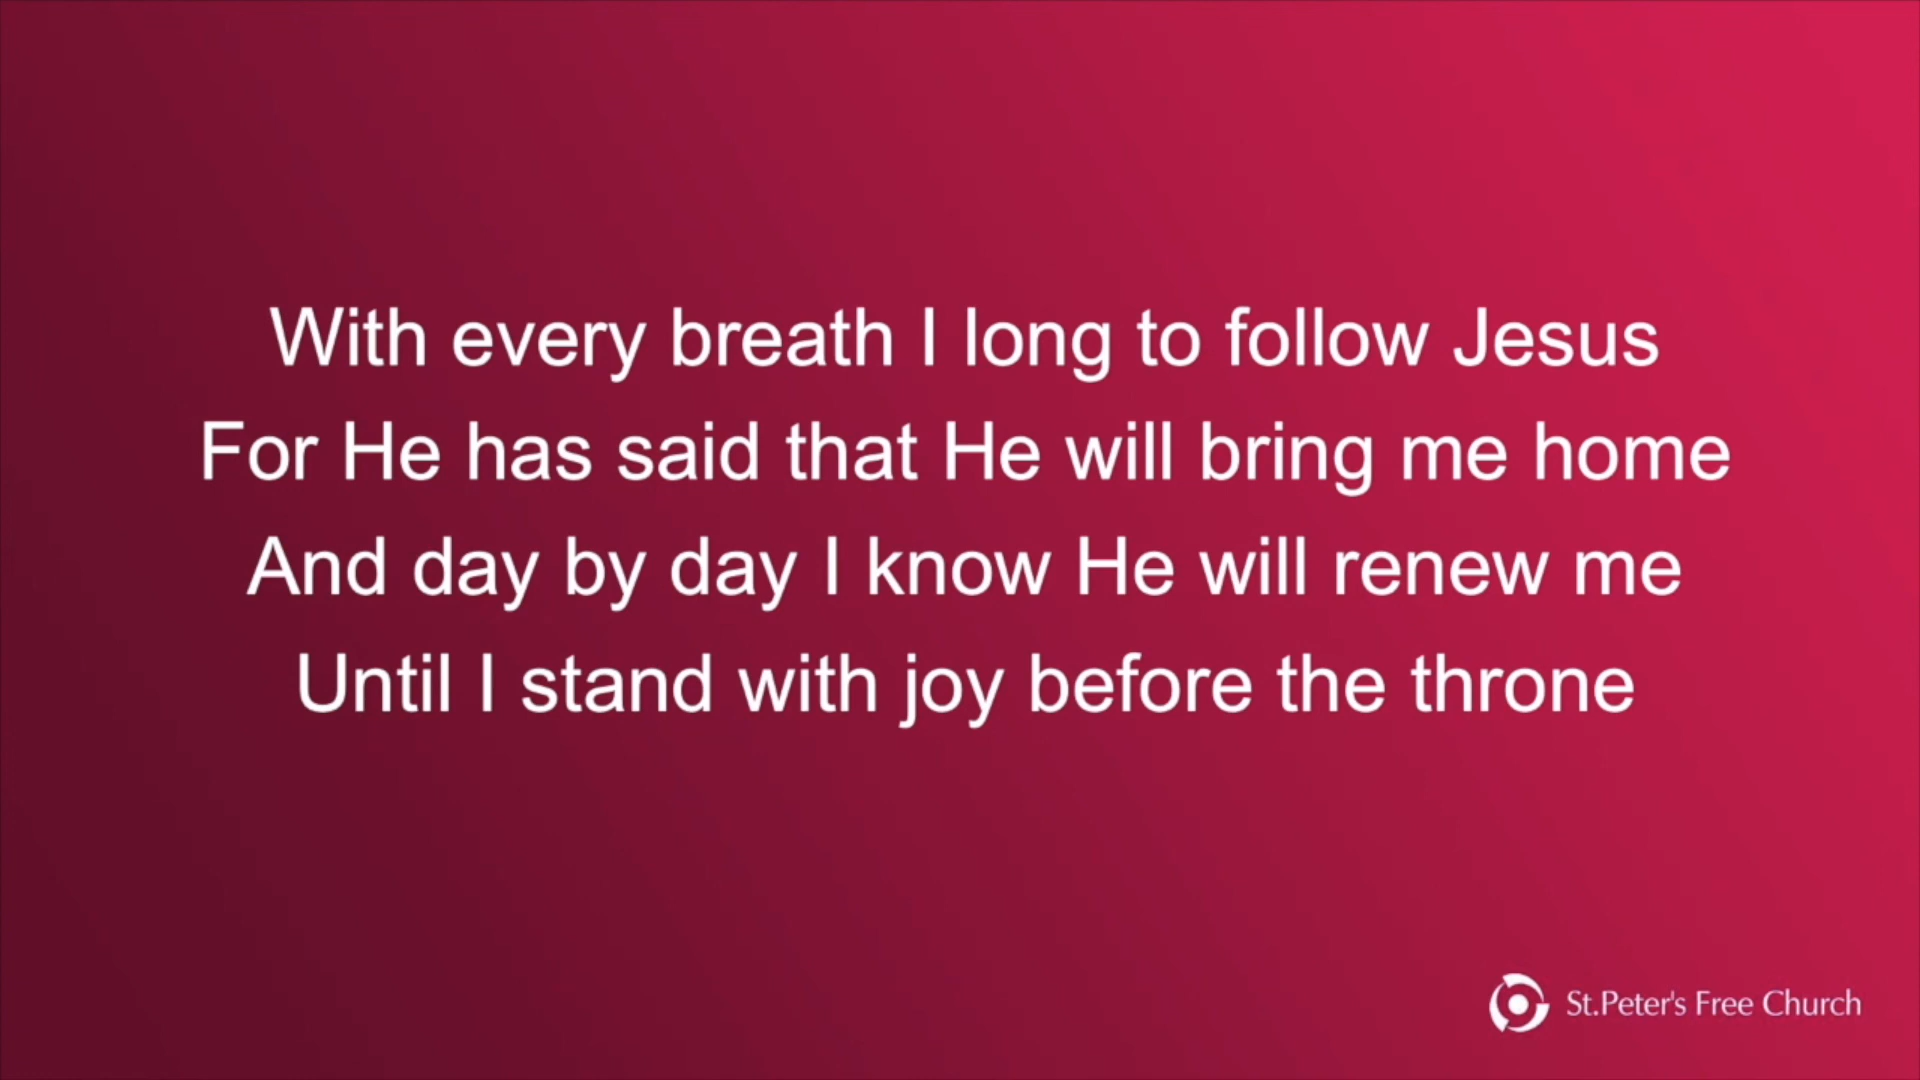 With every breath I long to follow Jesus
For He has said that He will bring me home
And day by day I know He will renew me
Until I stand with joy before the throne
St.Peter's Free Church